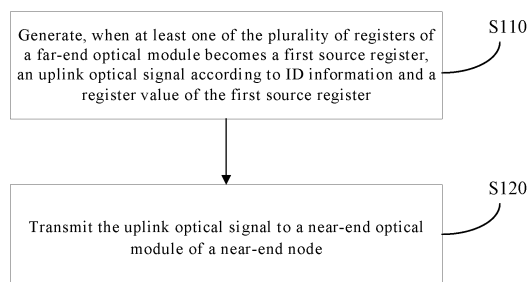 Generate, when at least one of the plurality of registers of
a far-end optical module becomes a first source register,
an uplink optical signal according to ID information and a
register value of the first source register
S110
Transmit the uplink optical signal to a near-end optical
module of a near-end node
S120